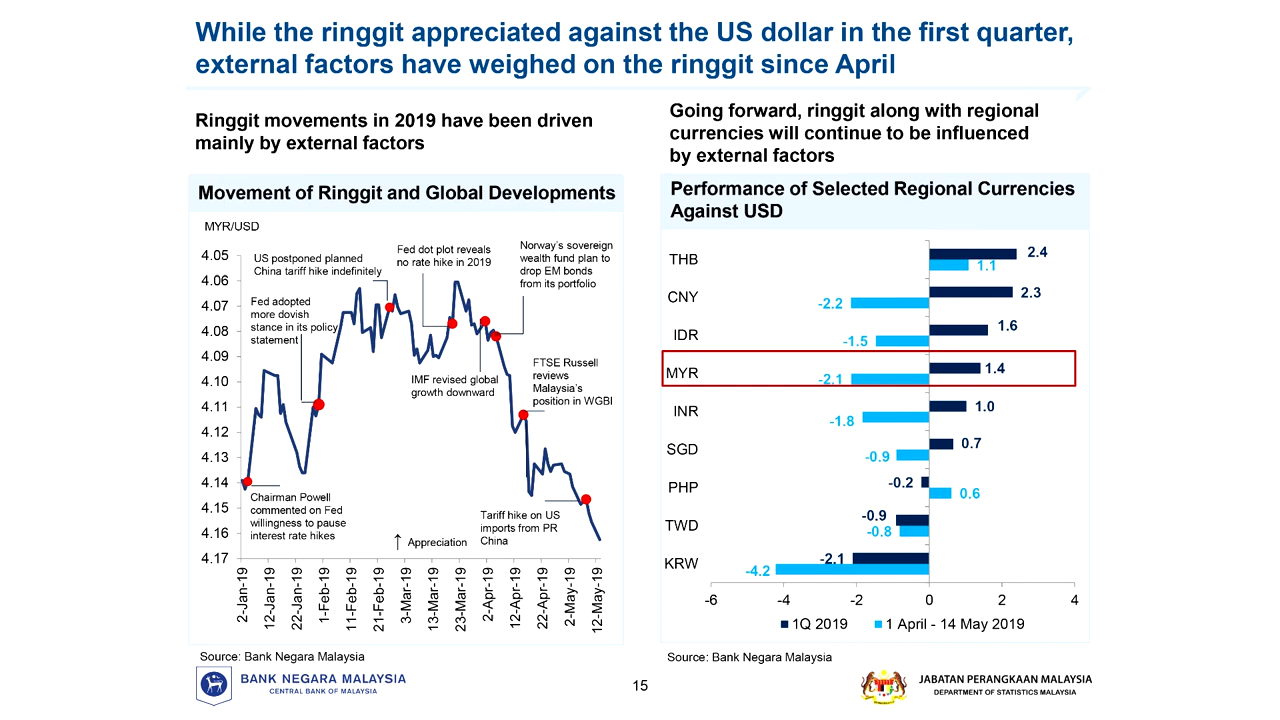 While the ringgit appreciated against the US dollar in the first quarter,
external factors have weighed on the ringgit since April
Ringgit movements in 2019 have been driven
mainly by external factors
Movement of Ringgit and Global Developments
MYR/USD
4.05
4.06
4.07
4.08
4.09
4.10
4.11
4.12
4.13
4.14
4.15
4.16
4.17
US postponed planned
China tariff hike indefinitely
Fed dot plot reveals
no rate hike in 2019
Norway's sovereign
wealth fund plan to
drop EM bonds
from its portfolio
Fed adopted
more dovish
stance in its policy
statement
IMF revised global
growth downward
FTSE Russell
reviews
Malaysia's
position in WGBI
Chairman Powell
commented on Fed
willingness to pause
interest rate hikes
Tariff hike on US
imports from PR
China
↑ Appreciation
2-Jan-19
12-Jan-19
22-Jan-19
1-Feb-19
11-Feb-19
21-Feb-19
3-Mar-19
13-Mar-19
23-Mar-19
2-Apr-19
12-Apr-19
22-Apr-19
2-May-19
12-May-19
Source: Bank Negara Malaysia
Going forward, ringgit along with regional
currencies will continue to be influenced
by external factors
Performance of Selected Regional Currencies
Against USD
THB 2.4
1.1
CNY 2.3
-2.2
IDR 1.6
-1.5
MYR 1.4
-2.1
INR 1.0
-1.8
SGD 0.7
-0.9
PHP -0.2
0.6
TWD -0.9
-0.8
KRW -2.1
-4.2
-6 -4 -2 0 2 4
1Q 2019 1 April - 14 May 2019
Source: Bank Negara Malaysia
BANK NEGARA MALAYSIA
CENTRAL BANK OF MALAYSIA
15
JABATAN PERANGKAAN MALAYSIA
DEPARTMENT OF STATISTICS MALAYSIA